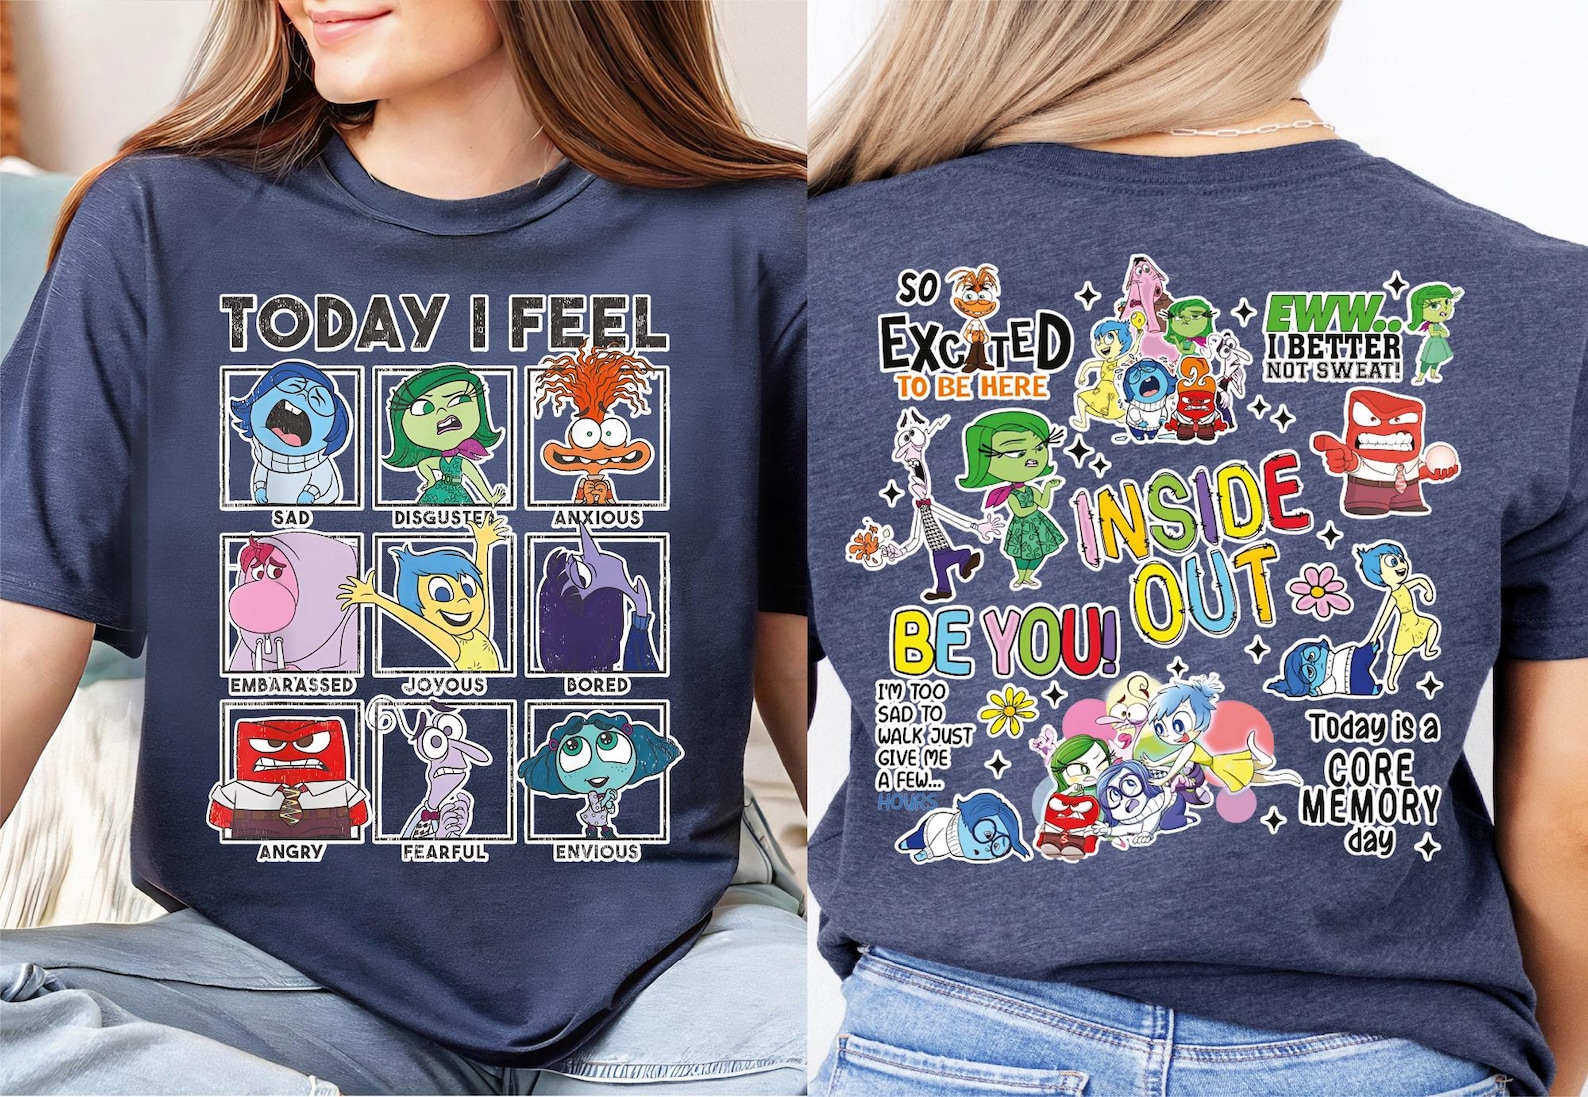 TODAY I FEEL
SAD
DISGUSTED
ANXIOUS
EMBARASSED
JOYOUS
BORED
ANGRY
FEARFUL
ENVIOUS
SO
EXCITED
TO BE HERE
EWW..
I BETTER
NOT SWEAT!
INSIDE
OUT
BE YOU!
I'M TOO
SAD TO
WALK JUST
GIVE ME
A FEW...
HOURS
Today is a
CORE
MEMORY
day